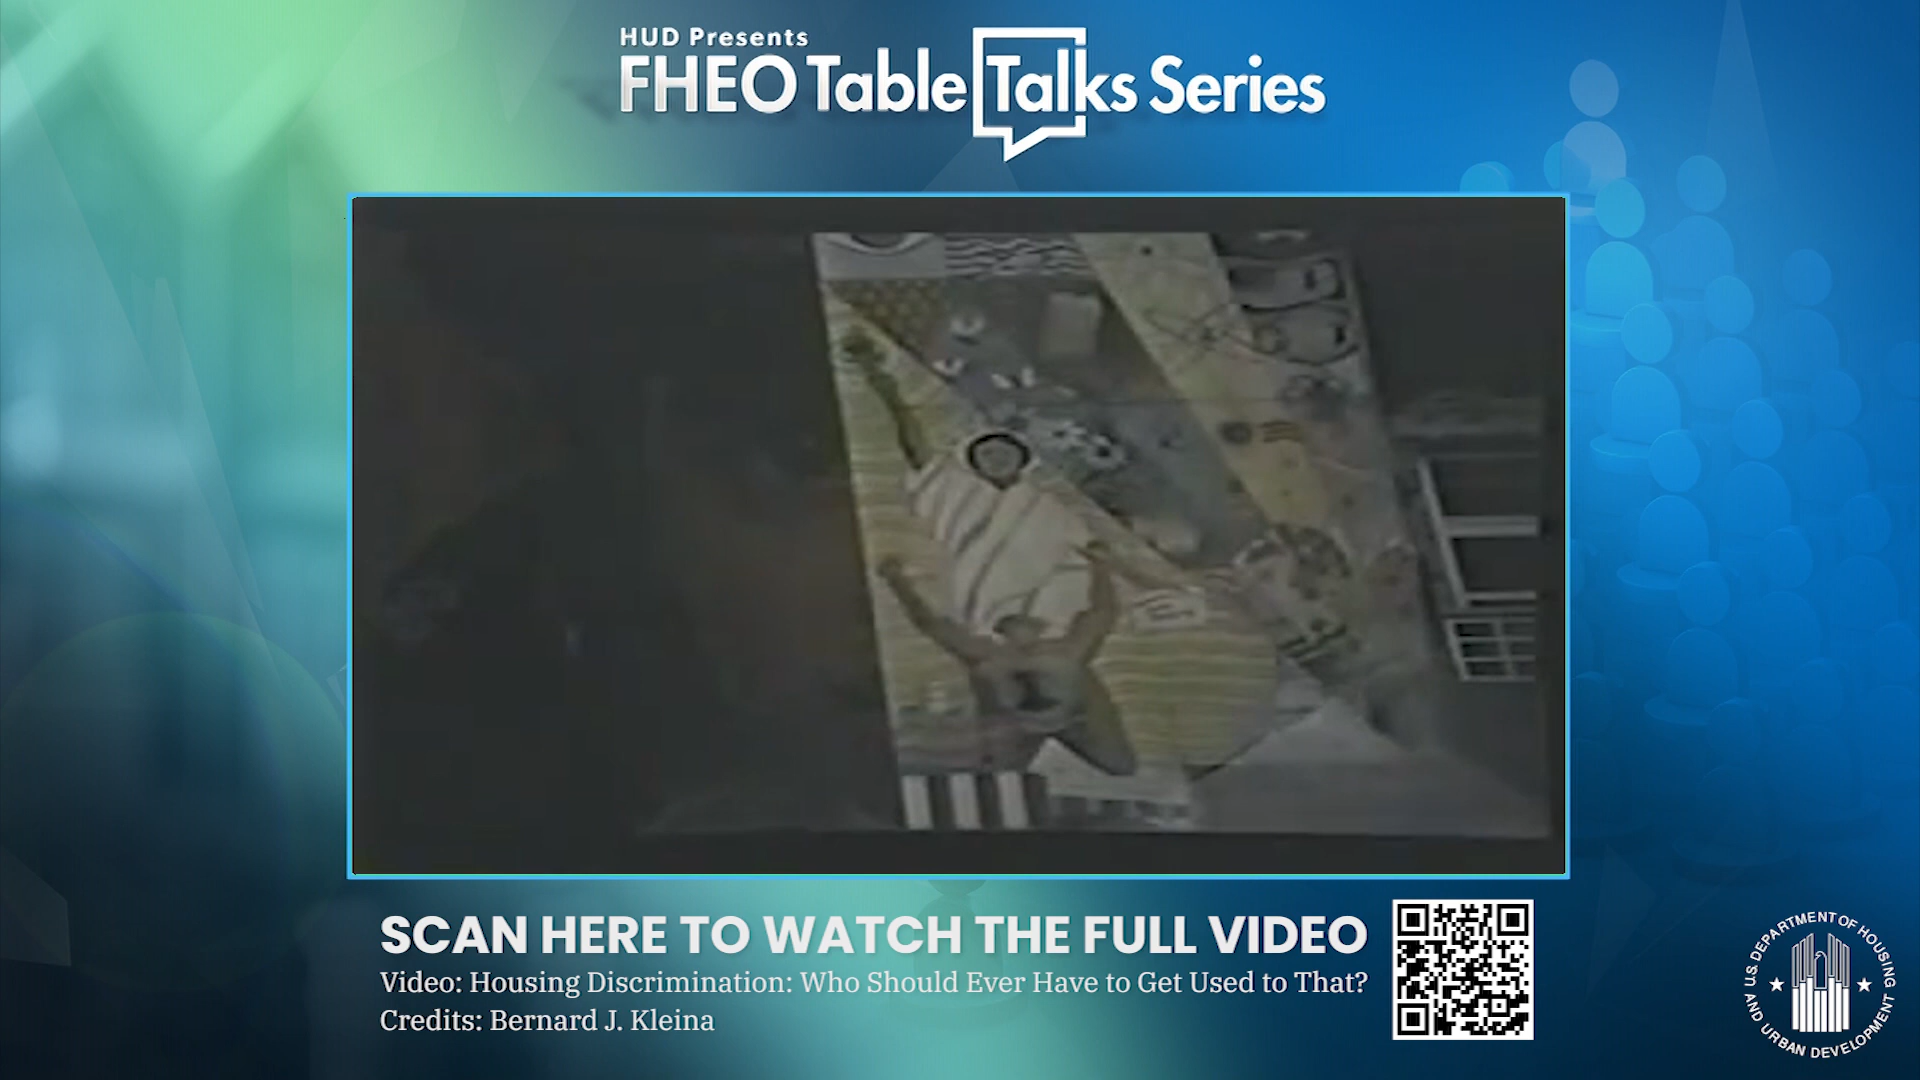 HUD Presents
FHEO Table Talks Series
SCAN HERE TO WATCH THE FULL VIDEO
Video: Housing Discrimination: Who Should Ever Have to Get Used to That?
Credits: Bernard J. Kleina
U.S. DEPARTMENT OF HOUSING AND URBAN DEVELOPMENT